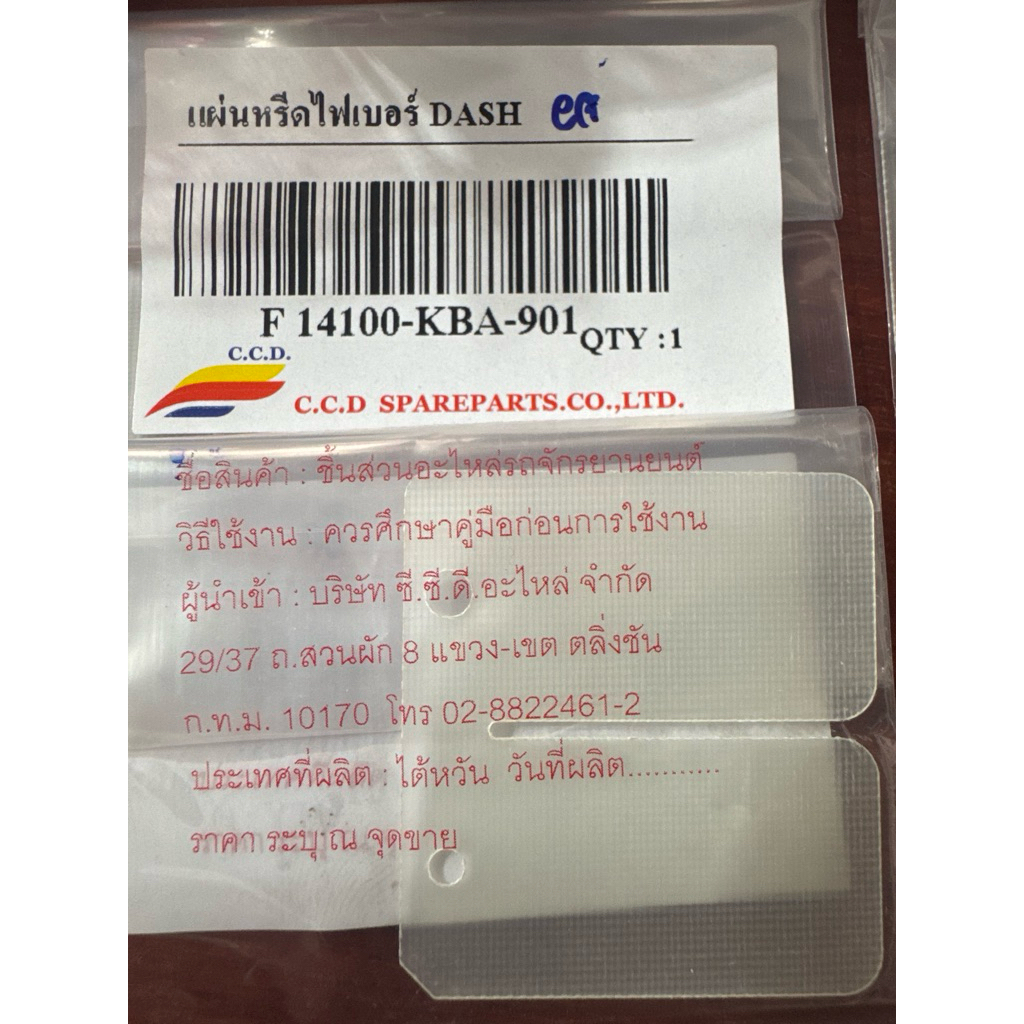 แผ่นหรีดไฟเบอร์ DASH
F 14100-KBA-901
QTY :1
C.C.D.
C.C.D SPAREPARTS.CO.,LTD.
ชื่อสินค้า : ชิ้นส่วนอะไหล่รถจักรยานยนต์
วิธีใช้งาน : ควรศึกษาคู่มือก่อนการใช้งาน
ผู้นำเข้า : บริษัท ซี.ซี.ดี.อะไหล่ จำกัด
29/37 ถ.สวนผัก 8 แขวง-เขต ตลิ่งชัน
ก.ท.ม. 10170 โทร 02-8822461-2
ประเทศที่ผลิต : ไต้หวัน วันที่ผลิต...........
ราคา ระบุ ณ จุดขาย